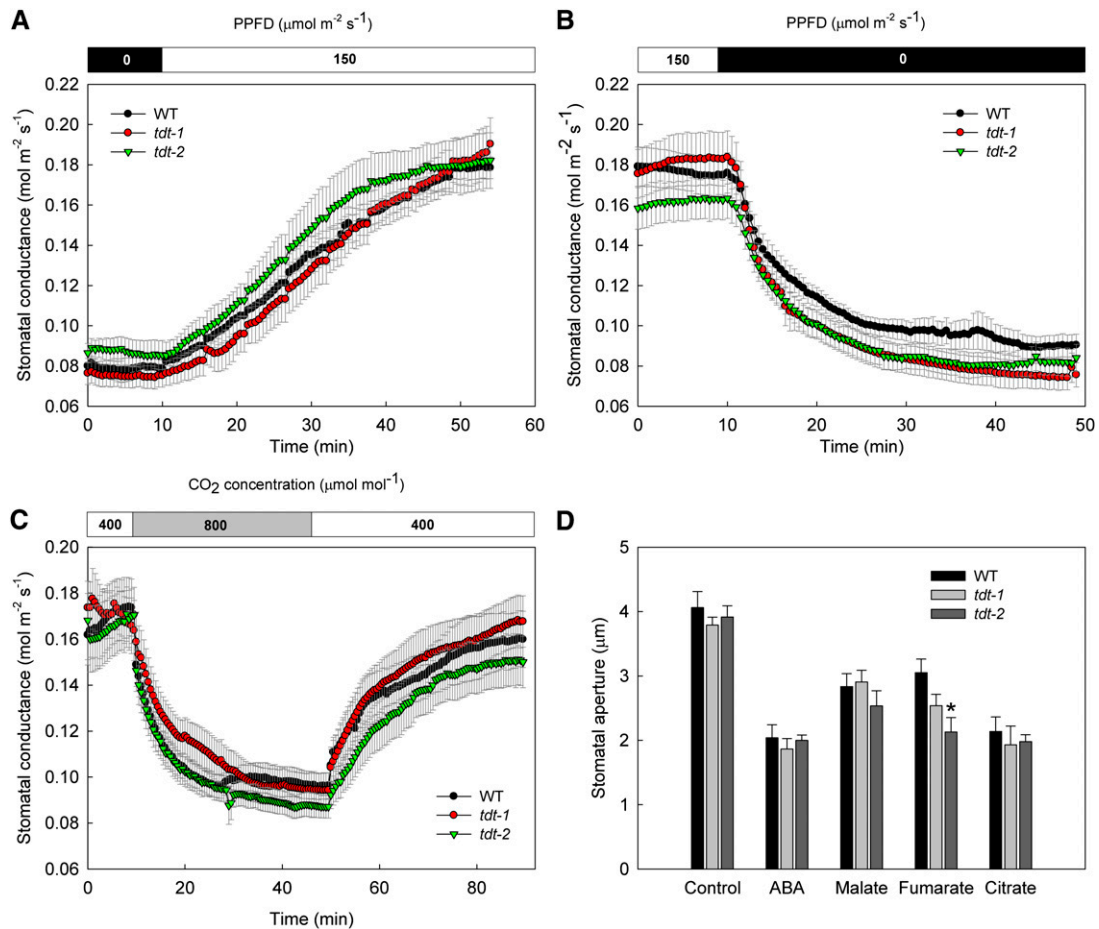 A
PPFD (μmol m⁻² s⁻¹)
0 150
Stomatal conductance (mol m⁻² s⁻¹)
0.22
0.20
0.18
0.16
0.14
0.12
0.10
0.08
0.06
WT
tdt-1
tdt-2
0 10 20 30 40 50 60
Time (min)
B
PPFD (μmol m⁻² s⁻¹)
150 0
Stomatal conductance (mol m⁻² s⁻¹)
0.22
0.20
0.18
0.16
0.14
0.12
0.10
0.08
0.06
WT
tdt-1
tdt-2
0 10 20 30 40 50
Time (min)
C
CO₂ concentration (μmol mol⁻¹)
400 800 400
Stomatal conductance (mol m⁻² s⁻¹)
0.20
0.18
0.16
0.14
0.12
0.10
0.08
0.06
WT
tdt-1
tdt-2
0 20 40 60 80
Time (min)
D
Stomatal aperture (μm)
5
4
3
2
1
0
WT
tdt-1
tdt-2
*
Control ABA Malate Fumarate Citrate